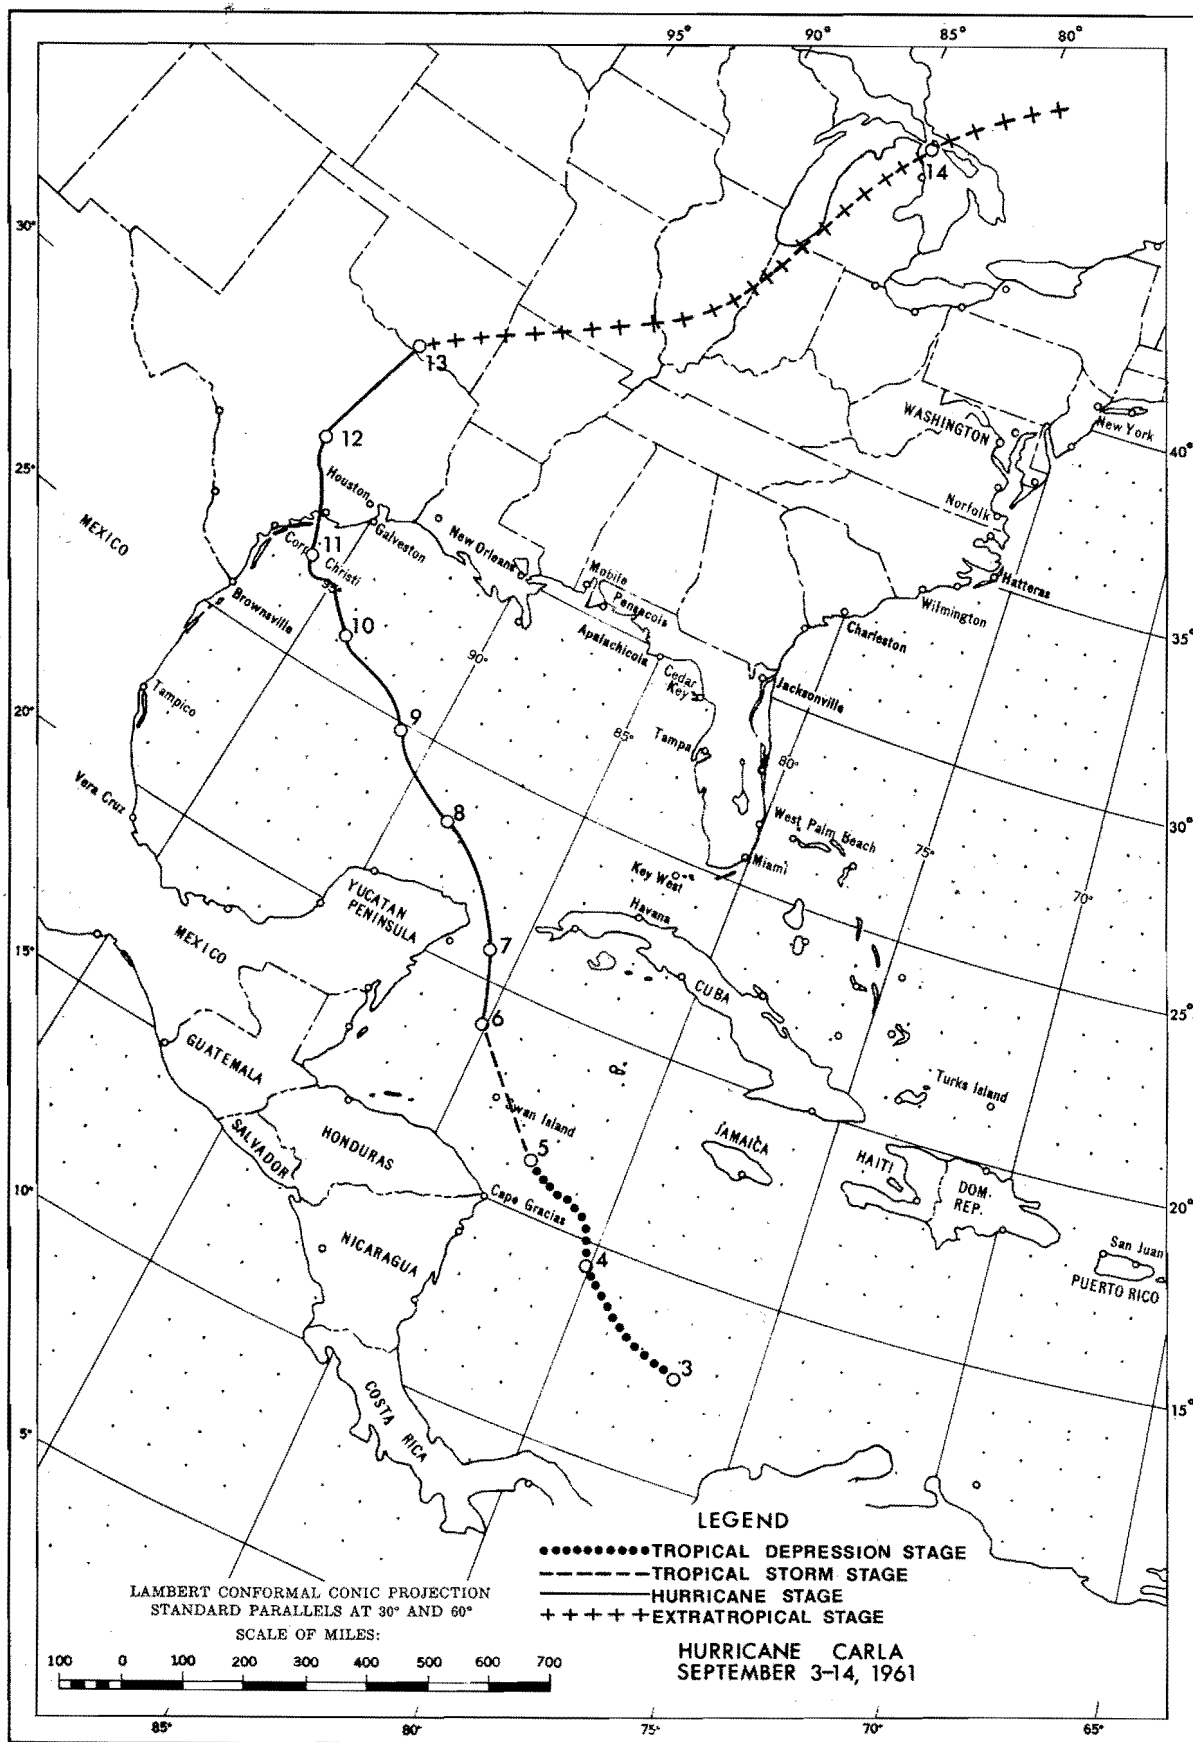 95°
90°
85°
80°
30°
14
13
WASHINGTON
New York
12
40°
25°
Houston
Norfolk
MEXICO
Galveston
New Orleans
11
Corp
Christi
95°
Mobile
Hatteras
Brownsville
Pensacola
Wilmington
10
Apalachicola
Charleston
35°
90°
Cedar
Key
Jacksonville
Tampico
20°
9
85°
Tampa
80°
Vera Cruz
8
West Palm Beach
30°
75°
Miami
Key West
YUCATAN
PENINSULA
Havana
70°
MEXICO
7
15°
CUBA
6
25°
GUATEMALA
Swan Island
Turks Island
SALVADOR
HONDURAS
5
JAMAICA
HAITI
DOM.
REP.
10°
Cape Gracias
20°
NICARAGUA
4
San Juan
PUERTO RICO
3
COSTA RICA
15°
5°
LEGEND
TROPICAL DEPRESSION STAGE
TROPICAL STORM STAGE
HURRICANE STAGE
+ + + + + EXTRATROPICAL STAGE
LAMBERT CONFORMAL CONIC PROJECTION
STANDARD PARALLELS AT 30° AND 60°
SCALE OF MILES:
100 0 100 200 300 400 500 600 700
HURRICANE CARLA
SEPTEMBER 3-14, 1961
85°
80°
75°
70°
65°